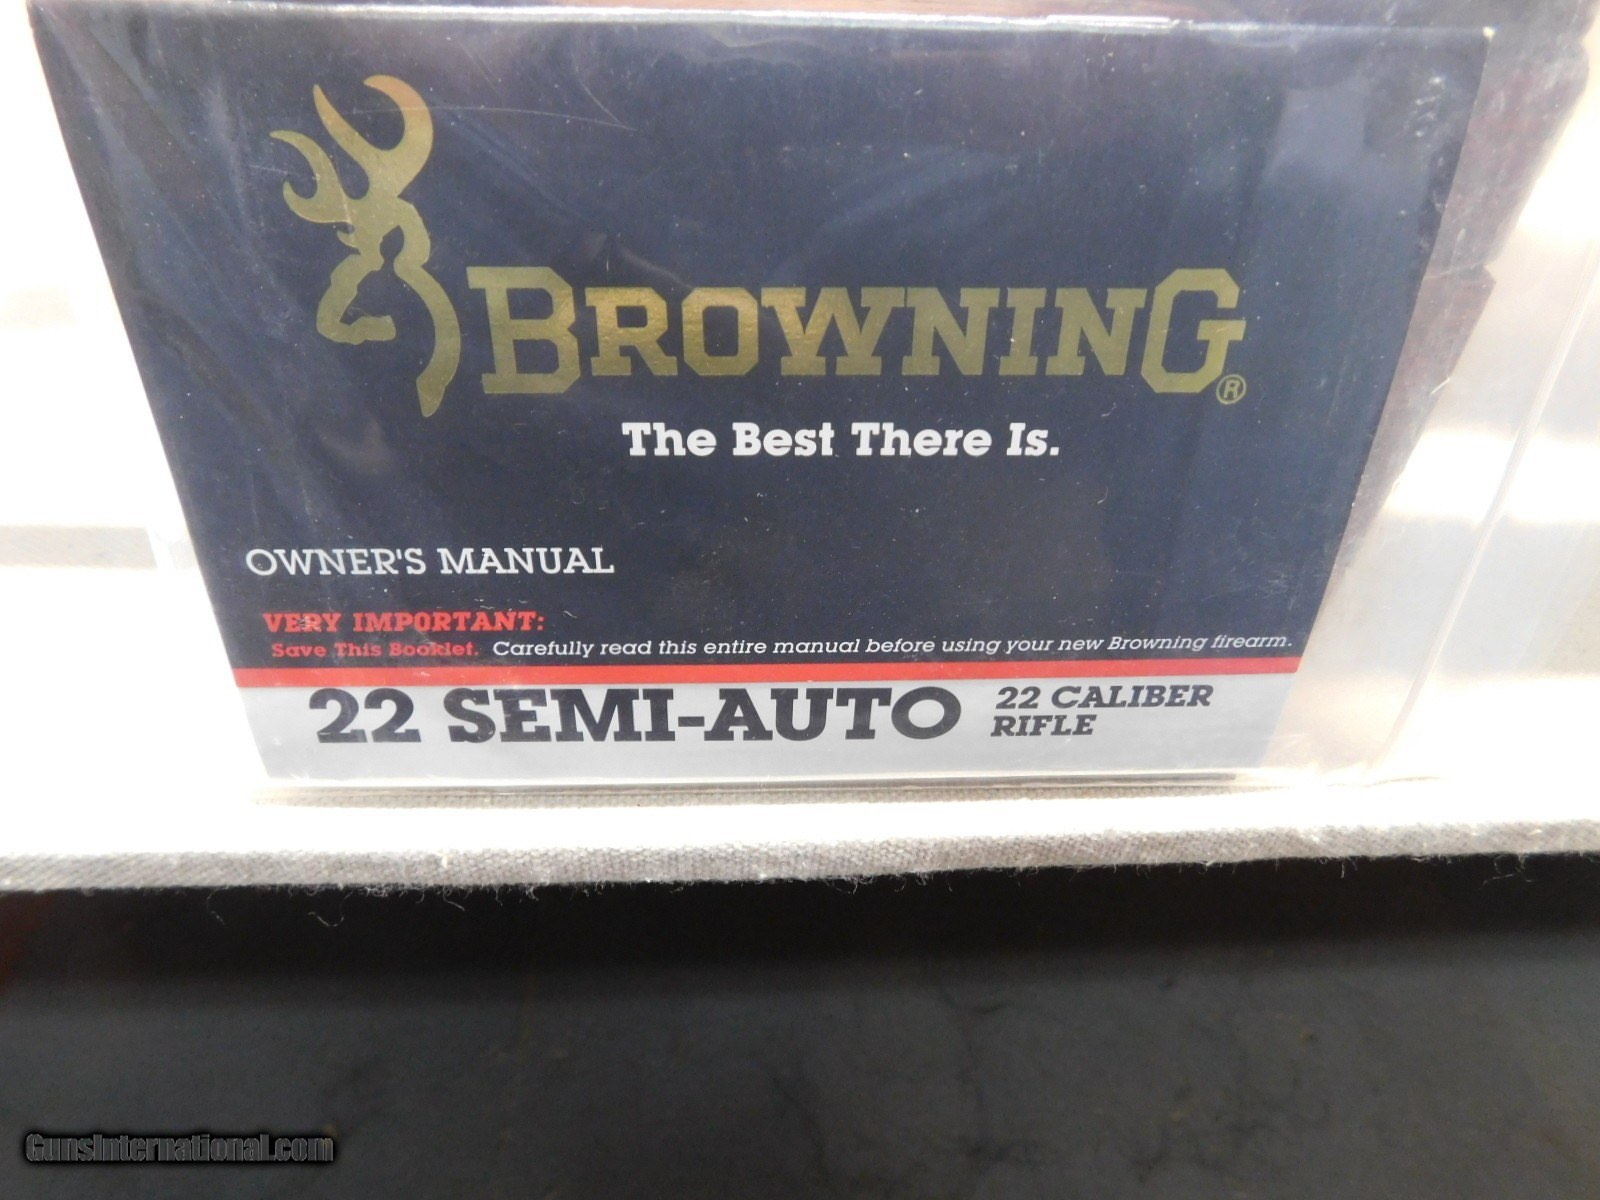 BROWNING®
The Best There Is.
OWNER'S MANUAL
VERY IMPORTANT:
Save This Booklet. Carefully read this entire manual before using your new Browning firearm.
22 SEMI-AUTO 22 CALIBER
RIFLE
GunsInternational.com